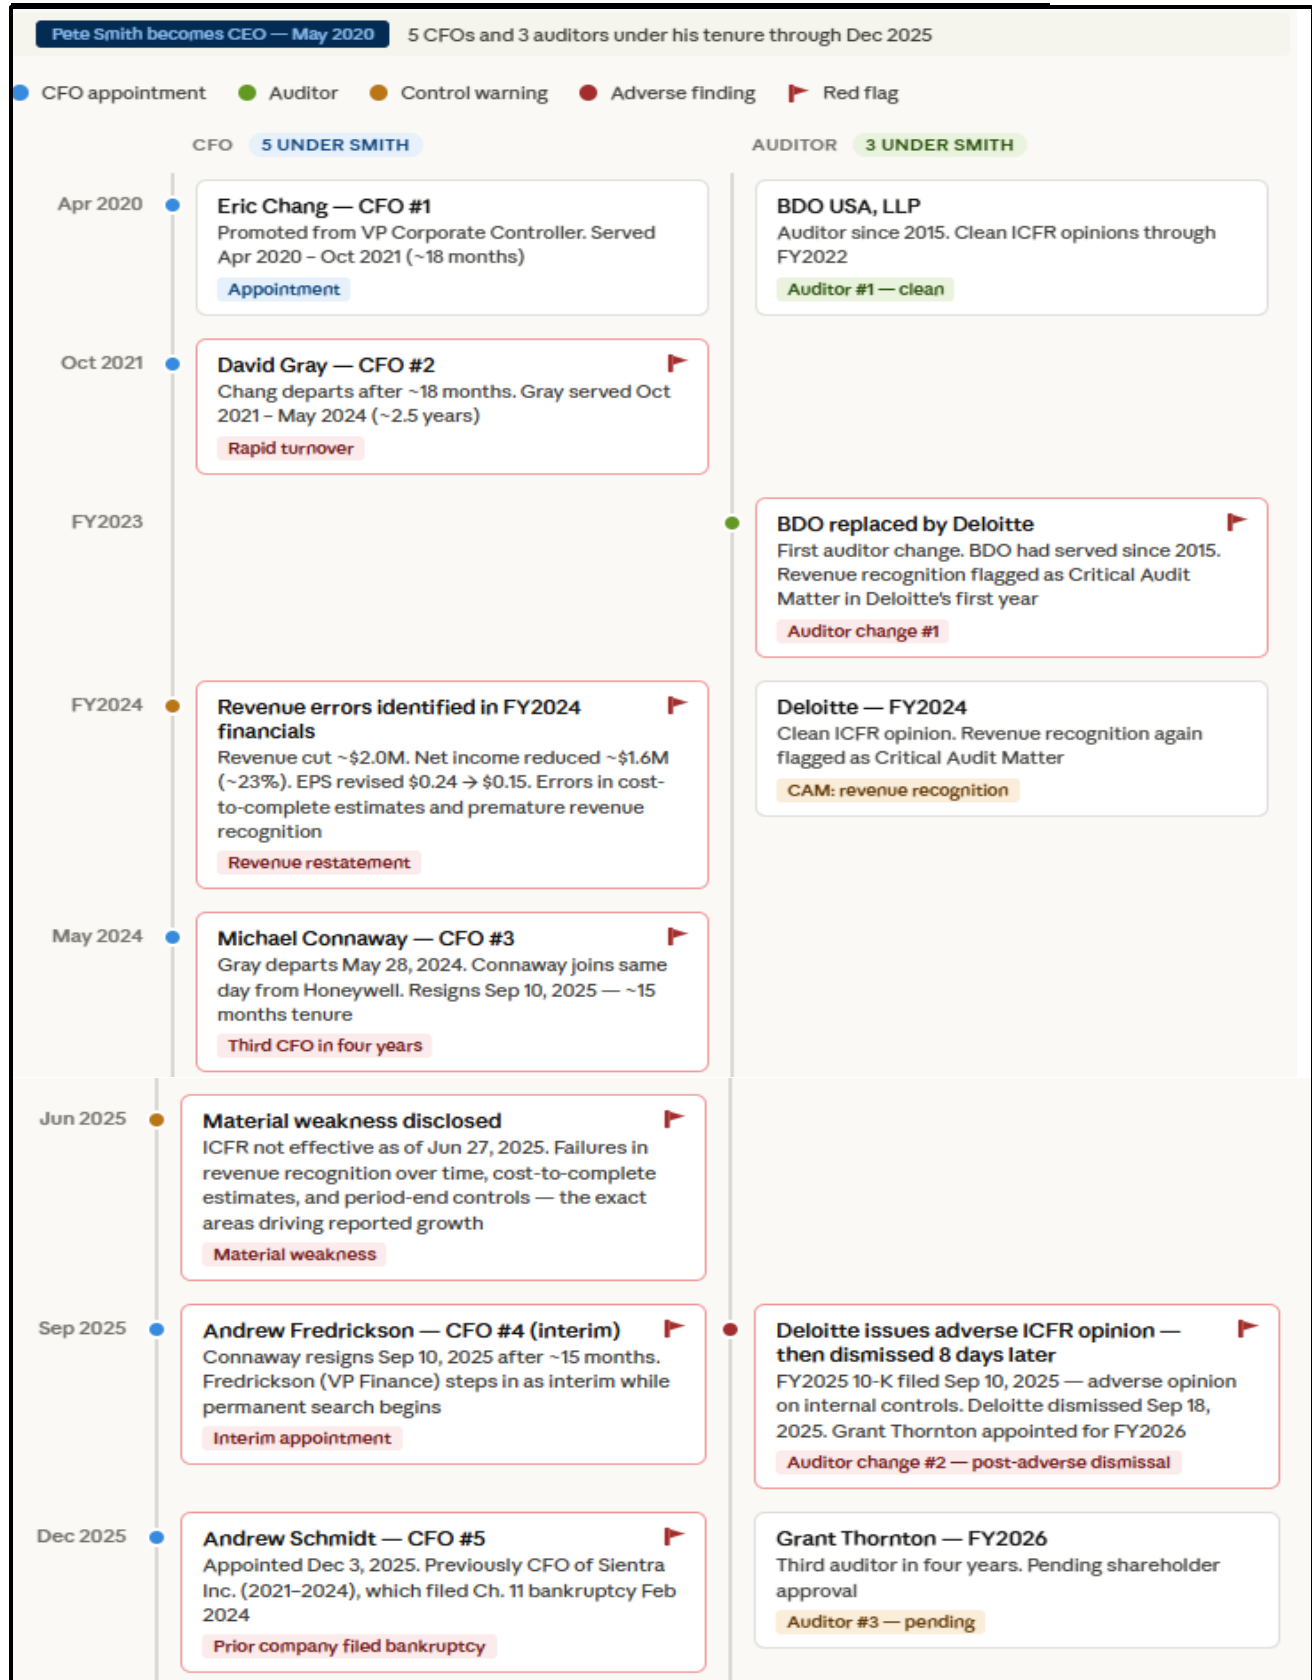 Pete Smith becomes CEO — May 2020
5 CFOs and 3 auditors under his tenure through Dec 2025
CFO appointment
Auditor
Control warning
Adverse finding
Red flag
CFO
5 UNDER SMITH
AUDITOR
3 UNDER SMITH
Apr 2020
Eric Chang — CFO #1
Promoted from VP Corporate Controller. Served
Apr 2020 – Oct 2021 (~18 months)
Appointment
BDO USA, LLP
Auditor since 2015. Clean ICFR opinions through
FY2022
Auditor #1 — clean
Oct 2021
David Gray — CFO #2
Chang departs after ~18 months. Gray served Oct
2021 – May 2024 (~2.5 years)
Rapid turnover
FY2023
BDO replaced by Deloitte
First auditor change. BDO had served since 2015.
Revenue recognition flagged as Critical Audit
Matter in Deloitte's first year
Auditor change #1
FY2024
Revenue errors identified in FY2024
financials
Revenue cut ~$2.0M. Net income reduced ~$1.6M
(~23%). EPS revised $0.24 → $0.15. Errors in cost-
to-complete estimates and premature revenue
recognition
Revenue restatement
Deloitte — FY2024
Clean ICFR opinion. Revenue recognition again
flagged as Critical Audit Matter
CAM: revenue recognition
May 2024
Michael Connaway — CFO #3
Gray departs May 28, 2024. Connaway joins same
day from Honeywell. Resigns Sep 10, 2025 — ~15
months tenure
Third CFO in four years
Jun 2025
Material weakness disclosed
ICFR not effective as of Jun 27, 2025. Failures in
revenue recognition over time, cost-to-complete
estimates, and period-end controls — the exact
areas driving reported growth
Material weakness
Sep 2025
Andrew Fredrickson — CFO #4 (interim)
Connaway resigns Sep 10, 2025 after ~15 months.
Fredrickson (VP Finance) steps in as interim while
permanent search begins
Interim appointment
Deloitte issues adverse ICFR opinion —
then dismissed 8 days later
FY2025 10-K filed Sep 10, 2025 — adverse opinion
on internal controls. Deloitte dismissed Sep 18,
2025. Grant Thornton appointed for FY2026
Auditor change #2 — post-adverse dismissal
Dec 2025
Andrew Schmidt — CFO #5
Appointed Dec 3, 2025. Previously CFO of Sientra
Inc. (2021–2024), which filed Ch. 11 bankruptcy Feb
2024
Prior company filed bankruptcy
Grant Thornton — FY2026
Third auditor in four years. Pending shareholder
approval
Auditor #3 — pending